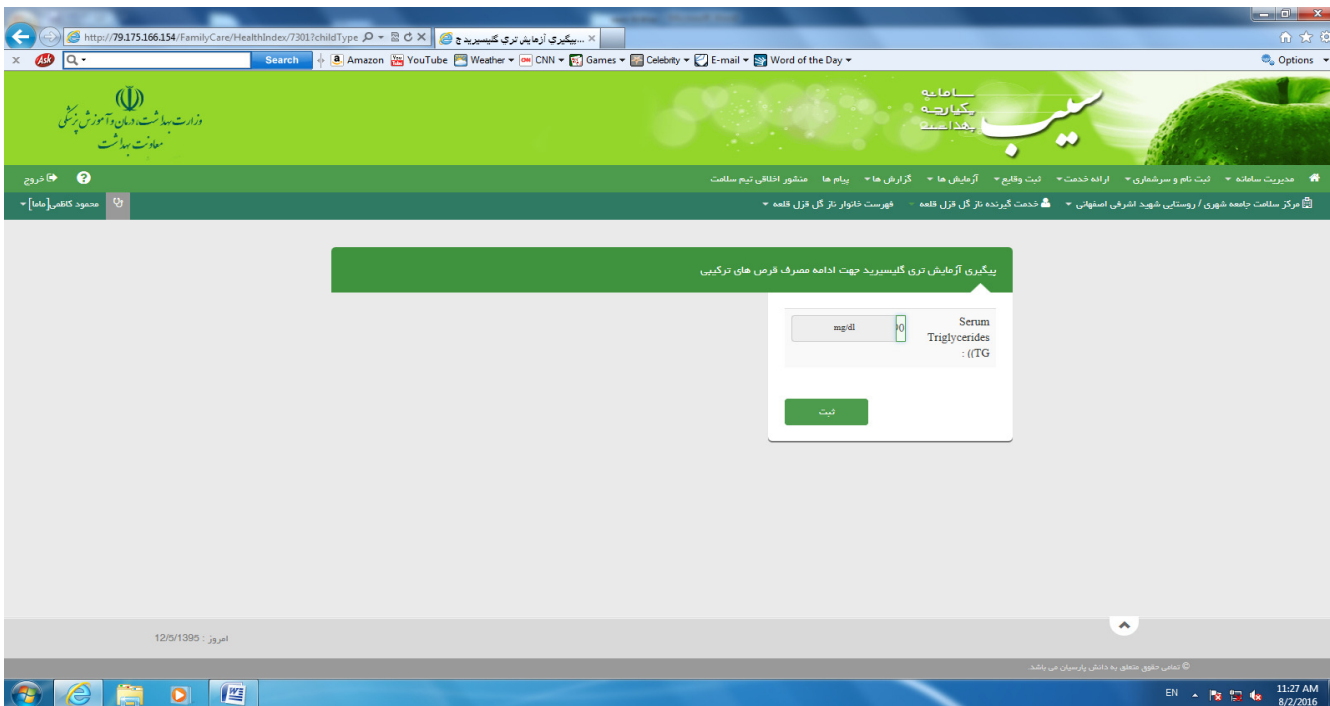 http://79.175.166.154/FamilyCare/HealthIndex/7301?childType
پیگیری آزمایش تری گلیسیرید ج...
Ask
Search
Amazon
YouTube
Weather
CNN
Games
Celebrity
E-mail
Word of the Day
Options
وزارت بهداشت، درمان و آموزش پزشکی
معاونت بهداشت
سامانه
یکپارچه
بهداشت
سیب
مدیریت سامانه
ثبت نام و سرشماری
ارائه خدمت
ثبت وقایع
آزمایش ها
گزارش ها
پیام ها
منشور اخلاقی تیم سلامت
خروج
مرکز سلامت جامعه شهری / روستایی شهید اشرفی اصفهانی
خدمت گیرنده ناز گل قزل قلعه
فهرست خانوار ناز گل قزل قلعه
محمود کاظمی[ماما]
پیگیری آزمایش تری گلیسیرید جهت ادامه مصرف قرص های ترکیبی
Serum
Triglycerides
: ((TG
mg/dl
ثبت
امروز : 12/5/1395
© تمامی حقوق متعلق به دانش پارسیان می باشد.
EN
11:27 AM
8/2/2016